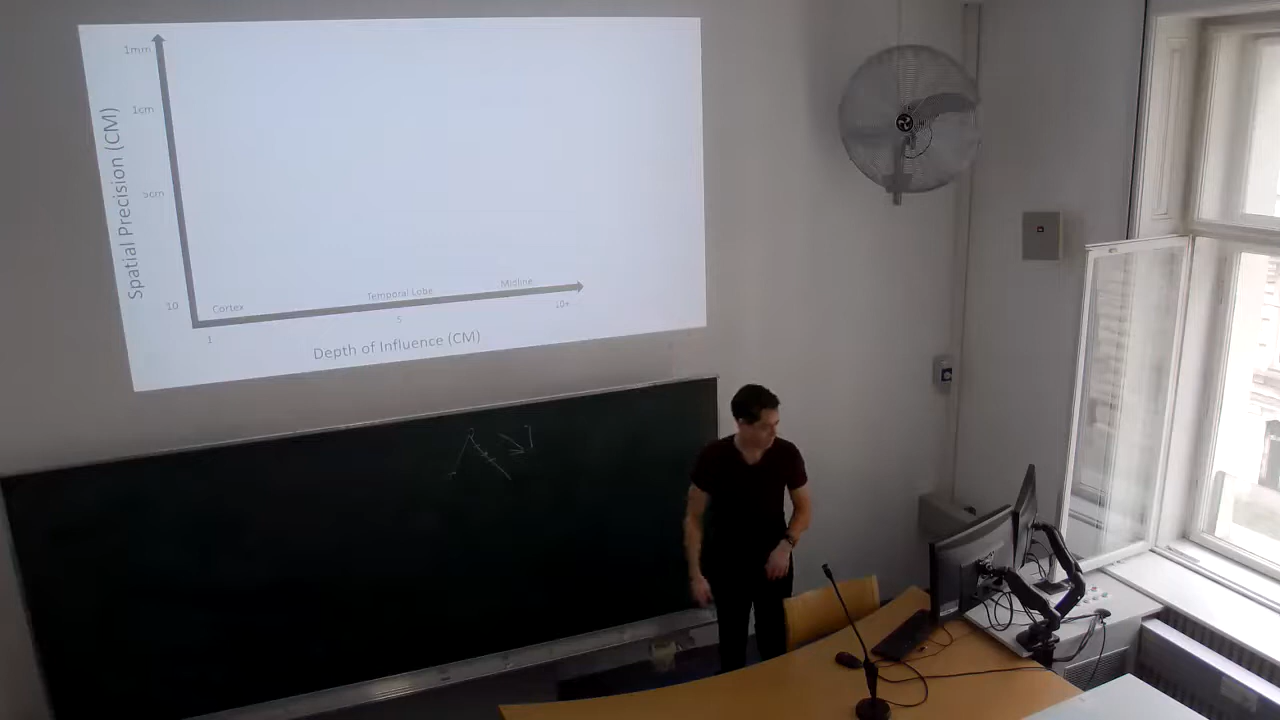 1mm
1cm
5cm
10
Spatial Precision (CM)
Cortex
Temporal Lobe
Midline
1
5
10+
Depth of Influence (CM)